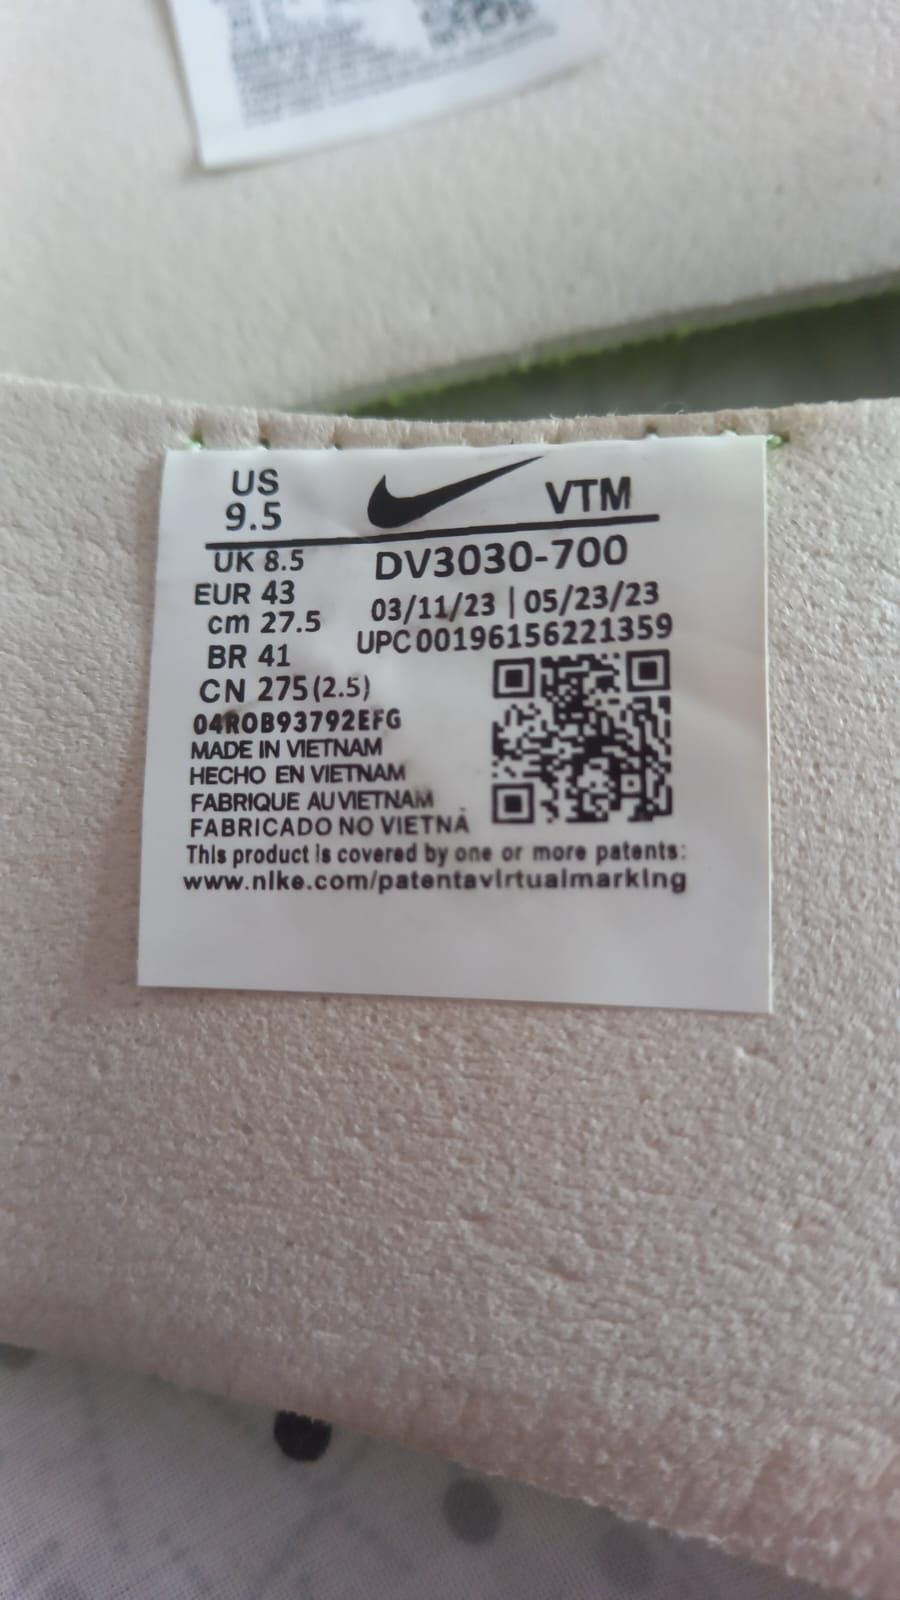 US
9.5
VTM
UK 8.5
DV3030-700
EUR 43
03/11/23 | 05/23/23
cm 27.5
UPC 00196156221359
BR 41
CN 275(2.5)
04ROB93792EFG
MADE IN VIETNAM
HECHO EN VIETNAM
FABRIQUE AU VIETNAM
FABRICADO NO VIETNÃ
This product is covered by one or more patents:
www.nike.com/patentavirtualmarking